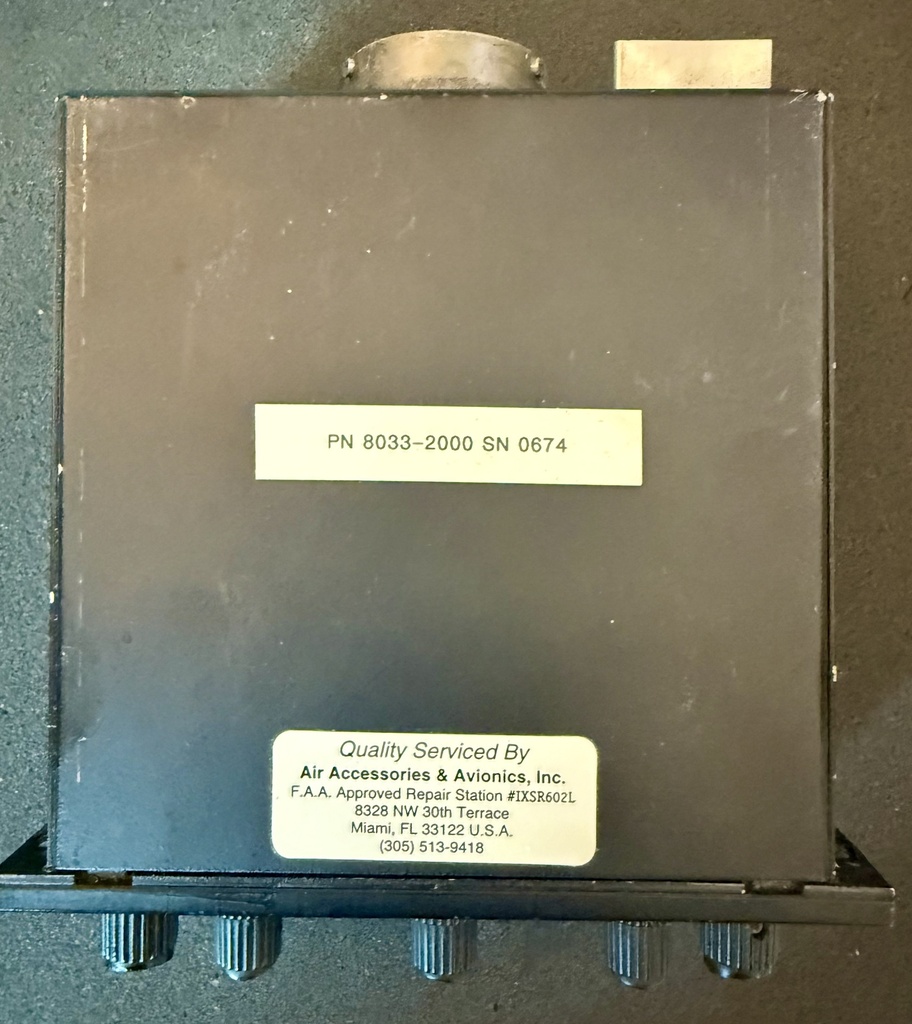 PN 8033-2000 SN 0674
Quality Serviced By
Air Accessories & Avionics, Inc.
F.A.A. Approved Repair Station #IXSR602L
8328 NW 30th Terrace
Miami, FL 33122 U.S.A.
(305) 513-9418